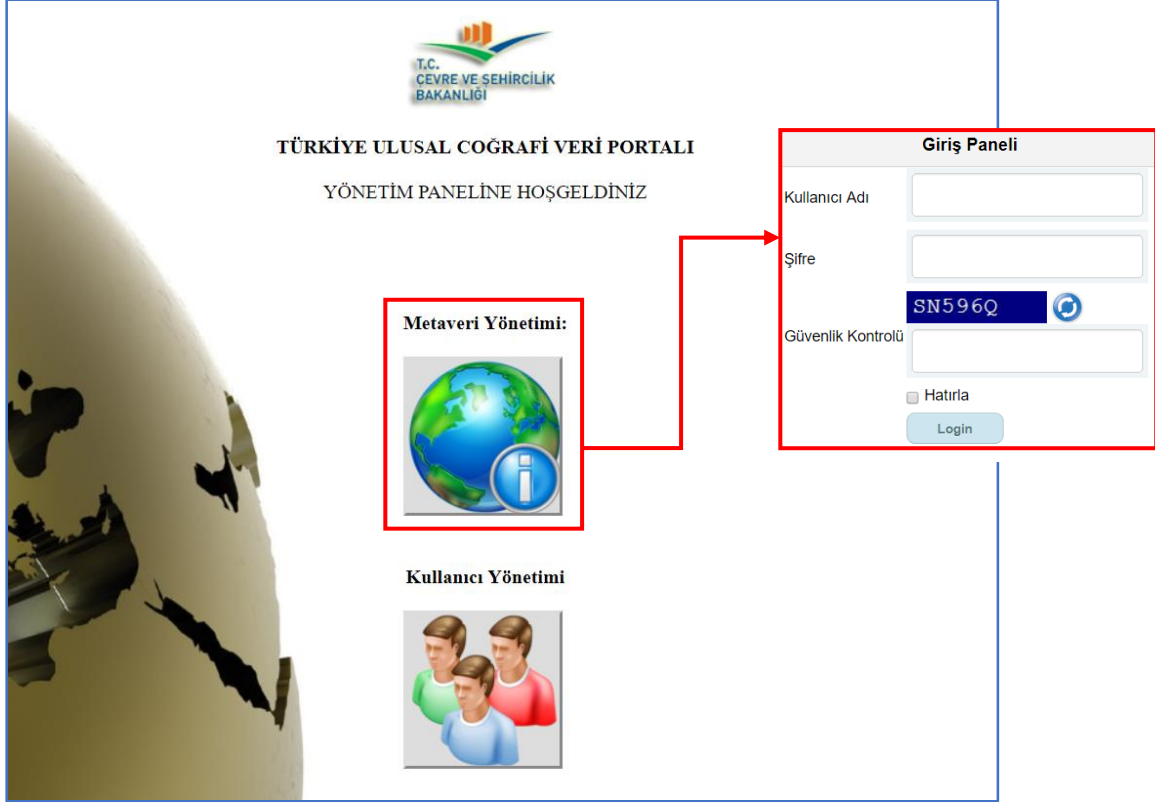 T.C.
ÇEVRE VE ŞEHİRCİLİK
BAKANLIĞI
TÜRKİYE ULUSAL COĞRAFİ VERİ PORTALI
YÖNETİM PANELİNE HOŞGELDİNİZ
Metaveri Yönetimi:
Kullanıcı Yönetimi
Giriş Paneli
Kullanıcı Adı
Şifre
SN596Q
Güvenlik Kontrolü
Hatırla
Login